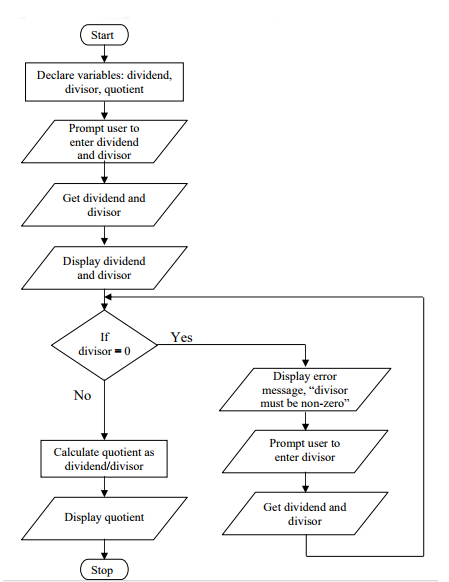 Start
Declare variables: dividend,
divisor, quotient
Prompt user to
enter dividend
and divisor
Get dividend and
divisor
Display dividend
and divisor
If
divisor = 0
Yes
No
Display error
message, “divisor
must be non-zero”
Prompt user to
enter divisor
Get dividend and
divisor
Calculate quotient as
dividend/divisor
Display quotient
Stop